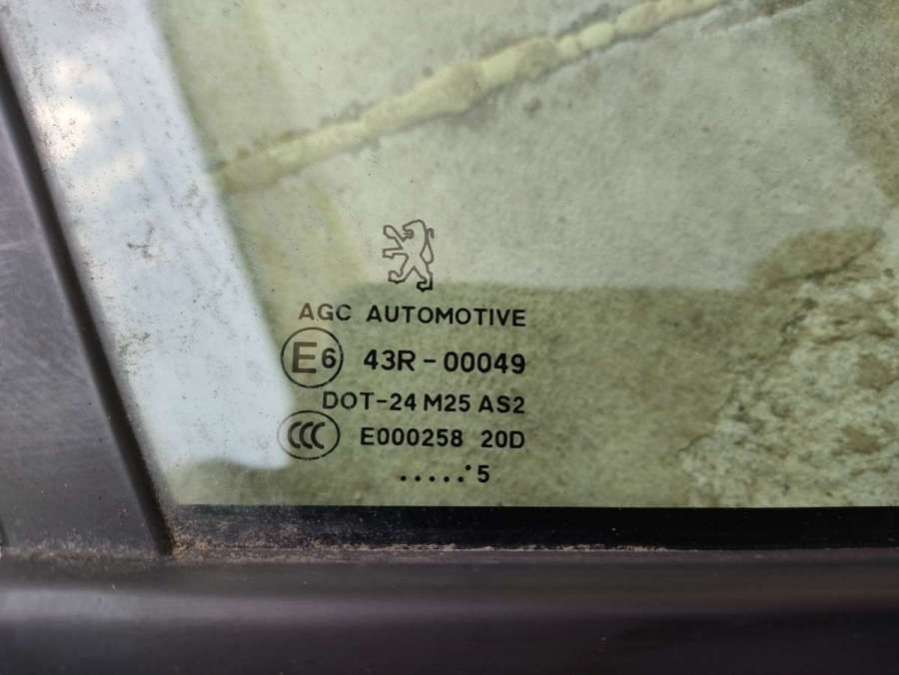 AGC AUTOMOTIVE
E6 43R-00049
DOT-24 M25 AS2
CCC E000258 20D
.....˙5